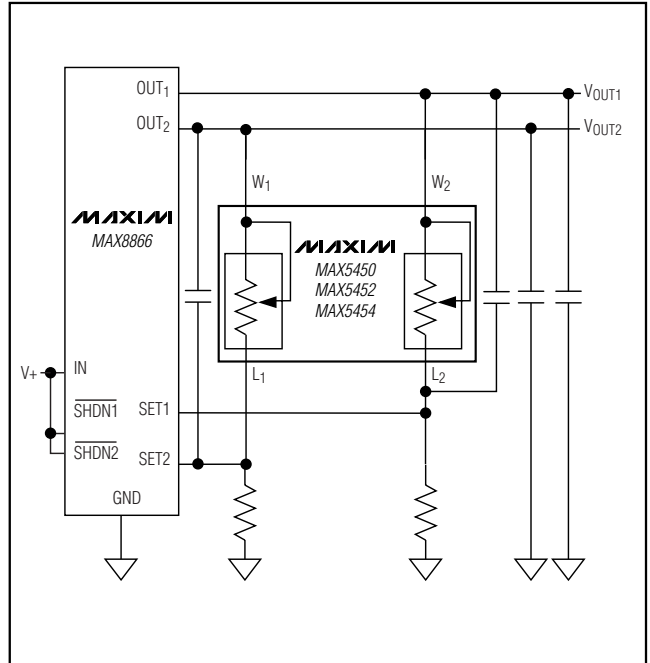 OUT1
VOUT1
OUT2
VOUT2
W1
W2
MAXIM
MAX8866
MAXIM
MAX5450
MAX5452
MAX5454
V+
IN
L1
L2
SHDN1
SET1
SHDN2
SET2
GND